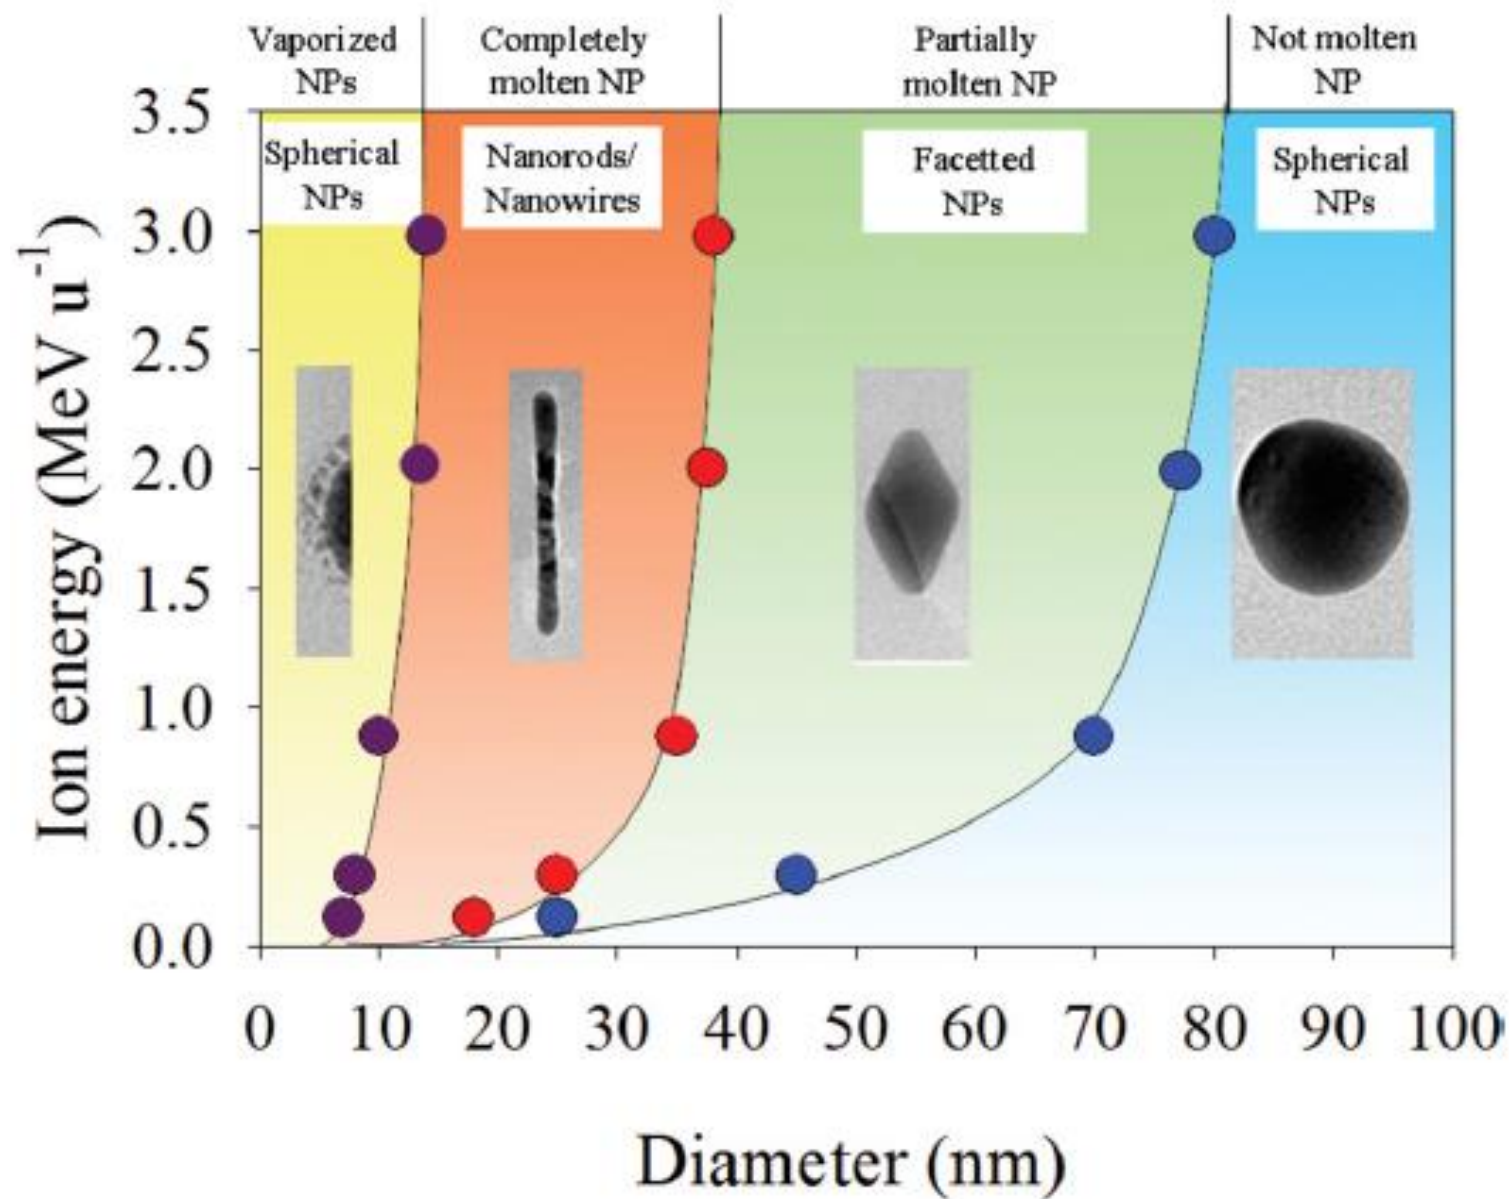 Vaporized
NPs
Completely
molten NP
Partially
molten NP
Not molten
NP
Spherical
NPs
Nanorods/
Nanowires
Facetted
NPs
Spherical
NPs
Ion energy (MeV u⁻¹)
3.5
3.0
2.5
2.0
1.5
1.0
0.5
0.0
0 10 20 30 40 50 60 70 80 90 100
Diameter (nm)